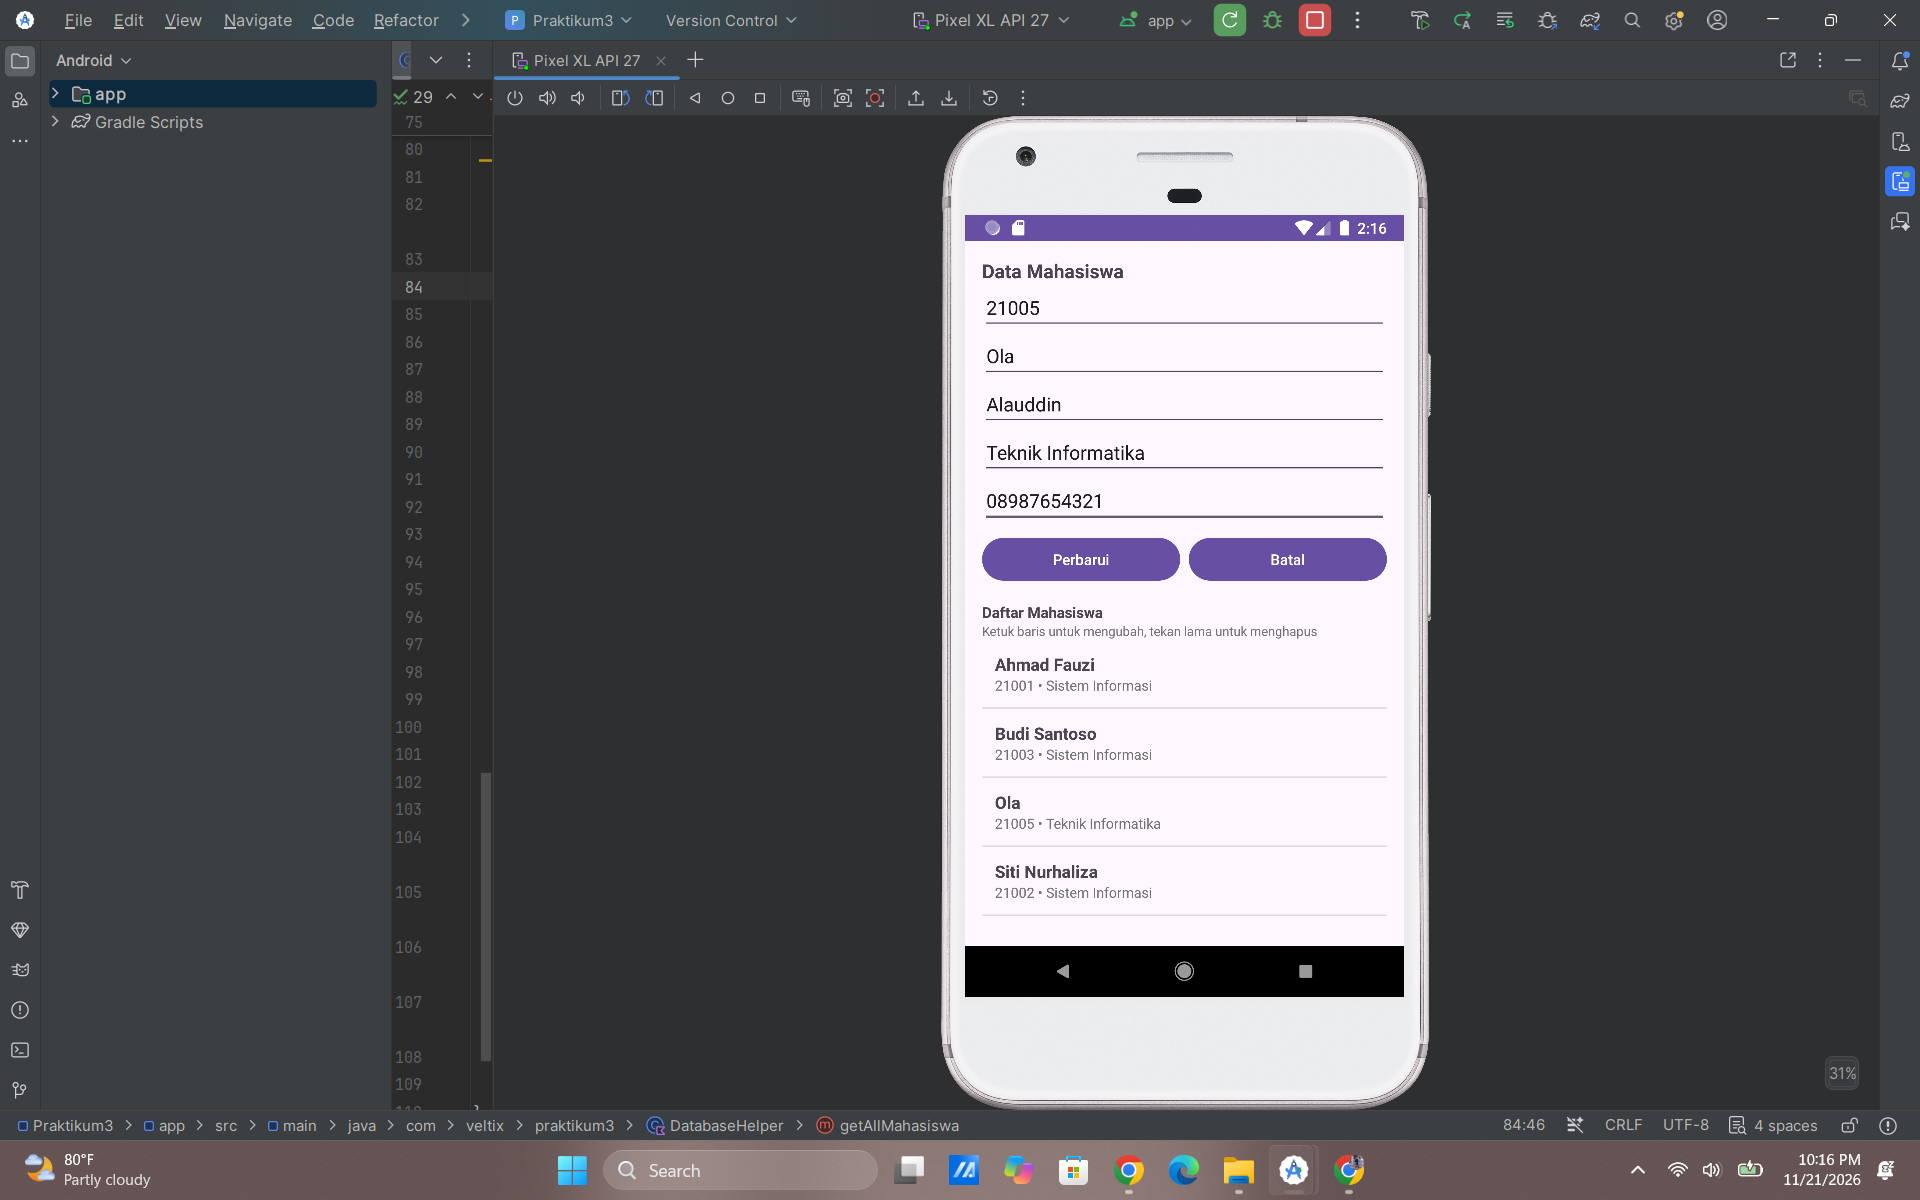 File Edit View Navigate Code Refactor Praktikum3 Version Control Pixel XL API 27 app
Android
Pixel XL API 27
app
Gradle Scripts
29
75
80
81
82
83
84
85
86
87
88
89
90
91
92
93
94
95
96
97
98
99
100
101
102
103
104
105
106
107
108
109
2:16
Data Mahasiswa
21005
Ola
Alauddin
Teknik Informatika
08987654321
Perbarui Batal
Daftar Mahasiswa
Ketuk baris untuk mengubah, tekan lama untuk menghapus
Ahmad Fauzi
21001 • Sistem Informasi
Budi Santoso
21003 • Sistem Informasi
Ola
21005 • Teknik Informatika
Siti Nurhaliza
21002 • Sistem Informasi
31%
Praktikum3 app src main java com veltix praktikum3 DatabaseHelper getAllMahasiswa 84:46 CRLF UTF-8 4 spaces
80°F
Partly cloudy
Search
10:16 PM
11/21/2026